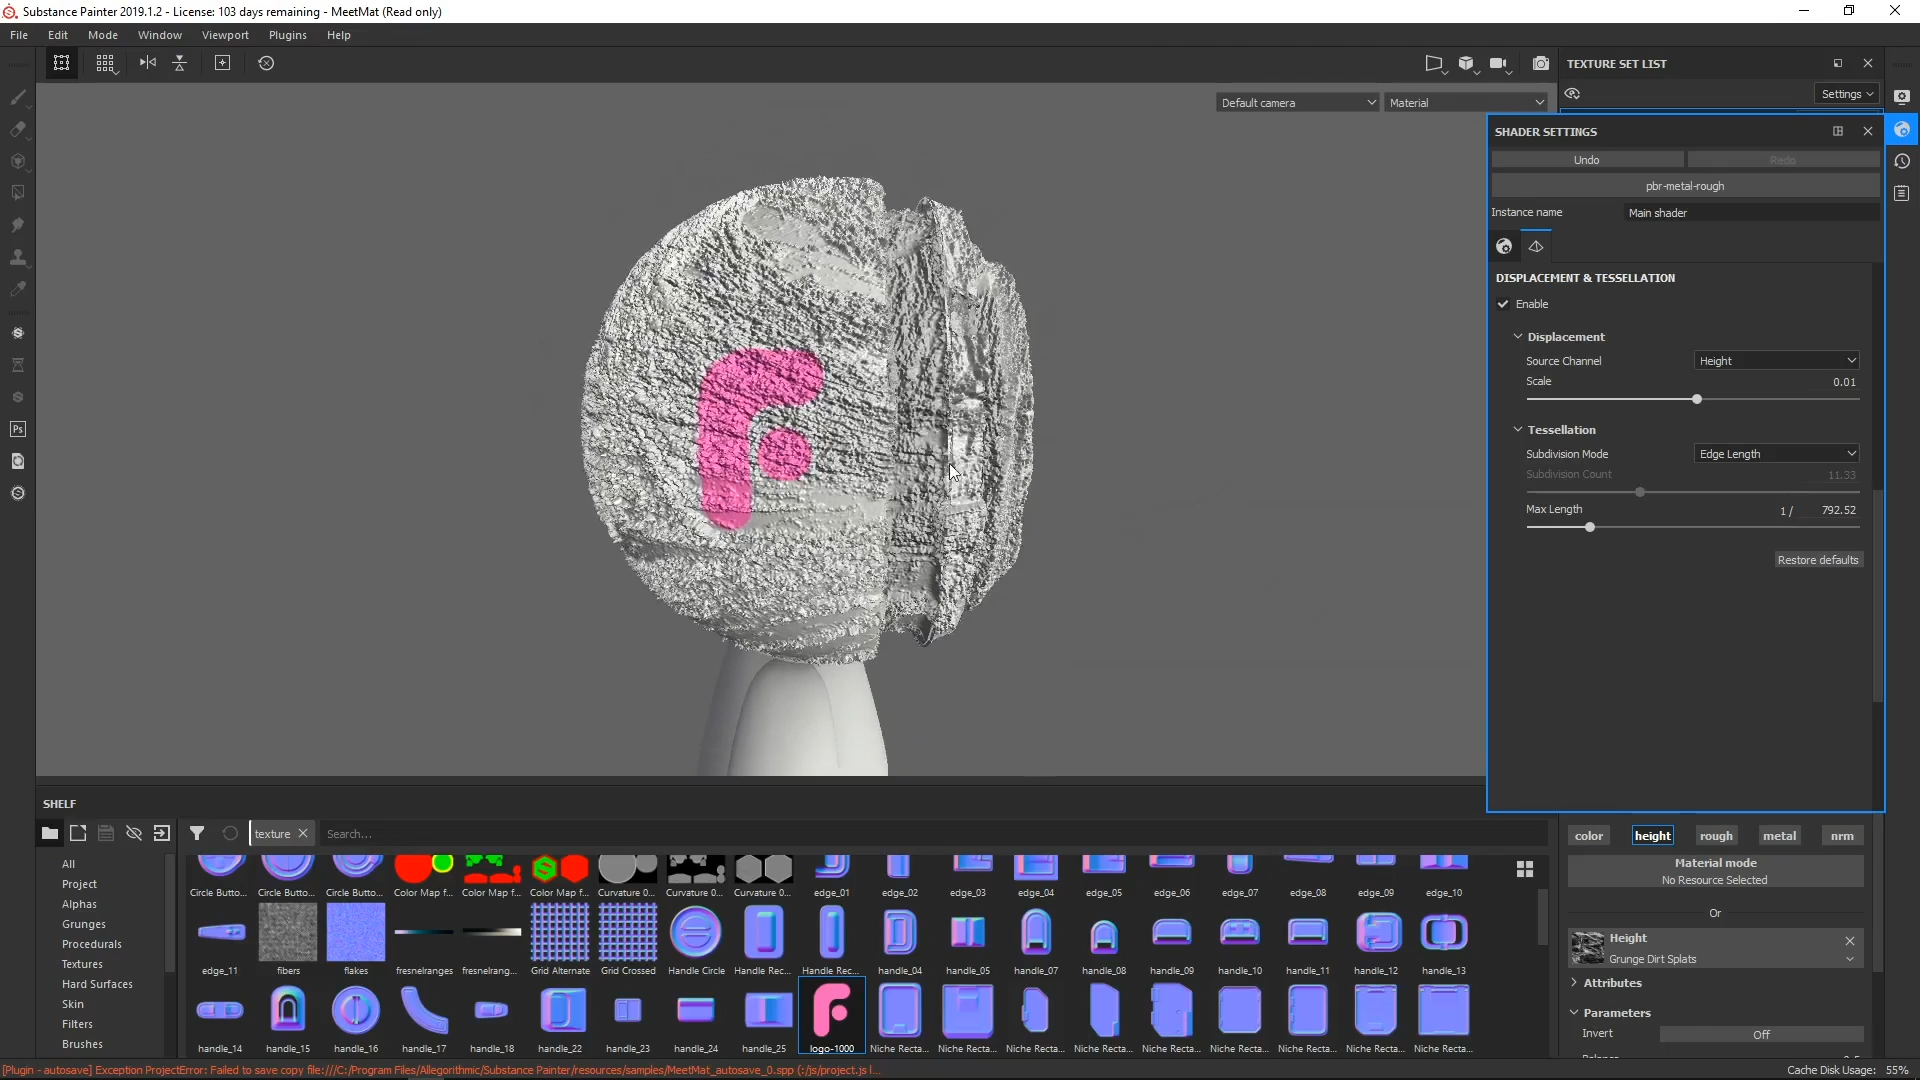 Substance Painter 2019.1.2 - License: 103 days remaining - MeetMat (Read only)
File Edit Mode Window Viewport Plugins Help
TEXTURE SET LIST
Default camera Material
Settings
SHADER SETTINGS
Undo Redo
pbr-metal-rough
Instance name Main shader
DISPLACEMENT & TESSELLATION
Enable
Displacement
Source Channel Height
Scale 0.01
Tessellation
Subdivision Mode Edge Length
Subdivision Count 11.33
Max Length 1 / 792.52
Restore defaults
Ps
SHELF
texture Search...
color height rough metal nrm
Material mode
No Resource Selected
Or
Height
Grunge Dirt Splats
Attributes
Parameters
Invert Off
All
Project
Alphas
Grunges
Procedurals
Textures
Hard Surfaces
Skin
Filters
Brushes
Circle Butto... Circle Butto... Circle Butto... Color Map f... Color Map f... Color Map f... Curvature 0... Curvature 0... Curvature 0... edge_01 edge_02 edge_03 edge_04 edge_05 edge_06 edge_07 edge_08 edge_09 edge_10
edge_11 fibers flakes fresnelranges fresnelrang... Grid Alternate Grid Crossed Handle Circle Handle Rec... Handle Rec... handle_04 handle_05 handle_07 handle_08 handle_09 handle_10 handle_11 handle_12 handle_13
handle_14 handle_15 handle_16 handle_17 handle_18 handle_22 handle_23 handle_24 handle_25 logo-1000 Niche Recta... Niche Recta... Niche Recta... Niche Recta... Niche Recta... Niche Recta... Niche Recta... Niche Recta... Niche Recta...
[Plugin - autosave] Exception ProjectError: Failed to save copy file:///C:/Program Files/Allegorithmic/Substance Painter/resources/samples/MeetMat_autosave_0.spp (:/js/project.js l...
Cache Disk Usage: 55%